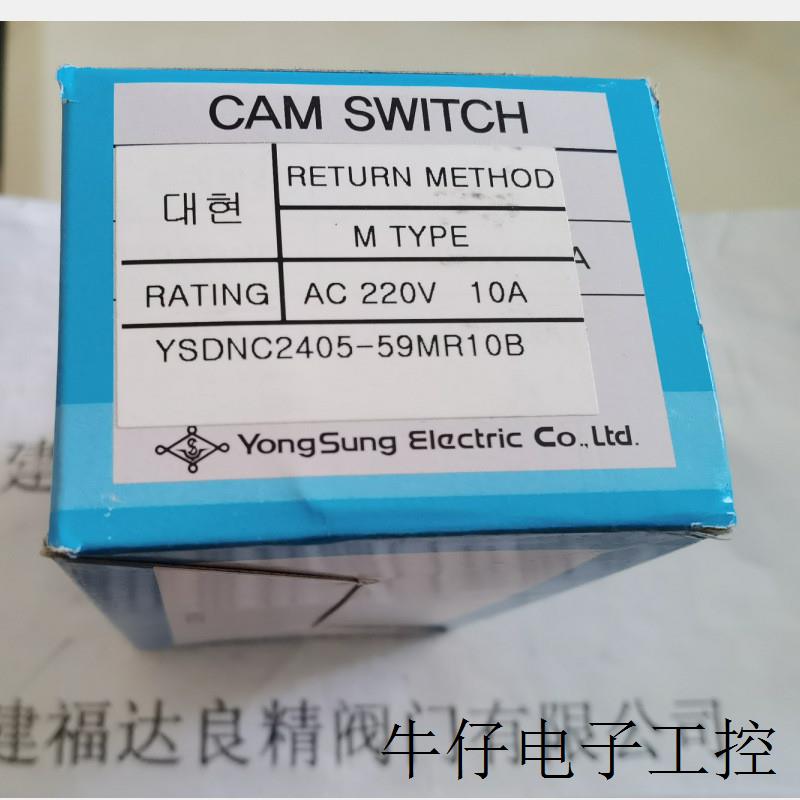 CAM SWITCH
대현
RETURN METHOD
M TYPE
A
RATING
AC 220V 10A
YSDNC2405-59MR10B
YongSung Electric Co., Ltd.
建
建福达良精阀门有限公司
牛仔电子工控